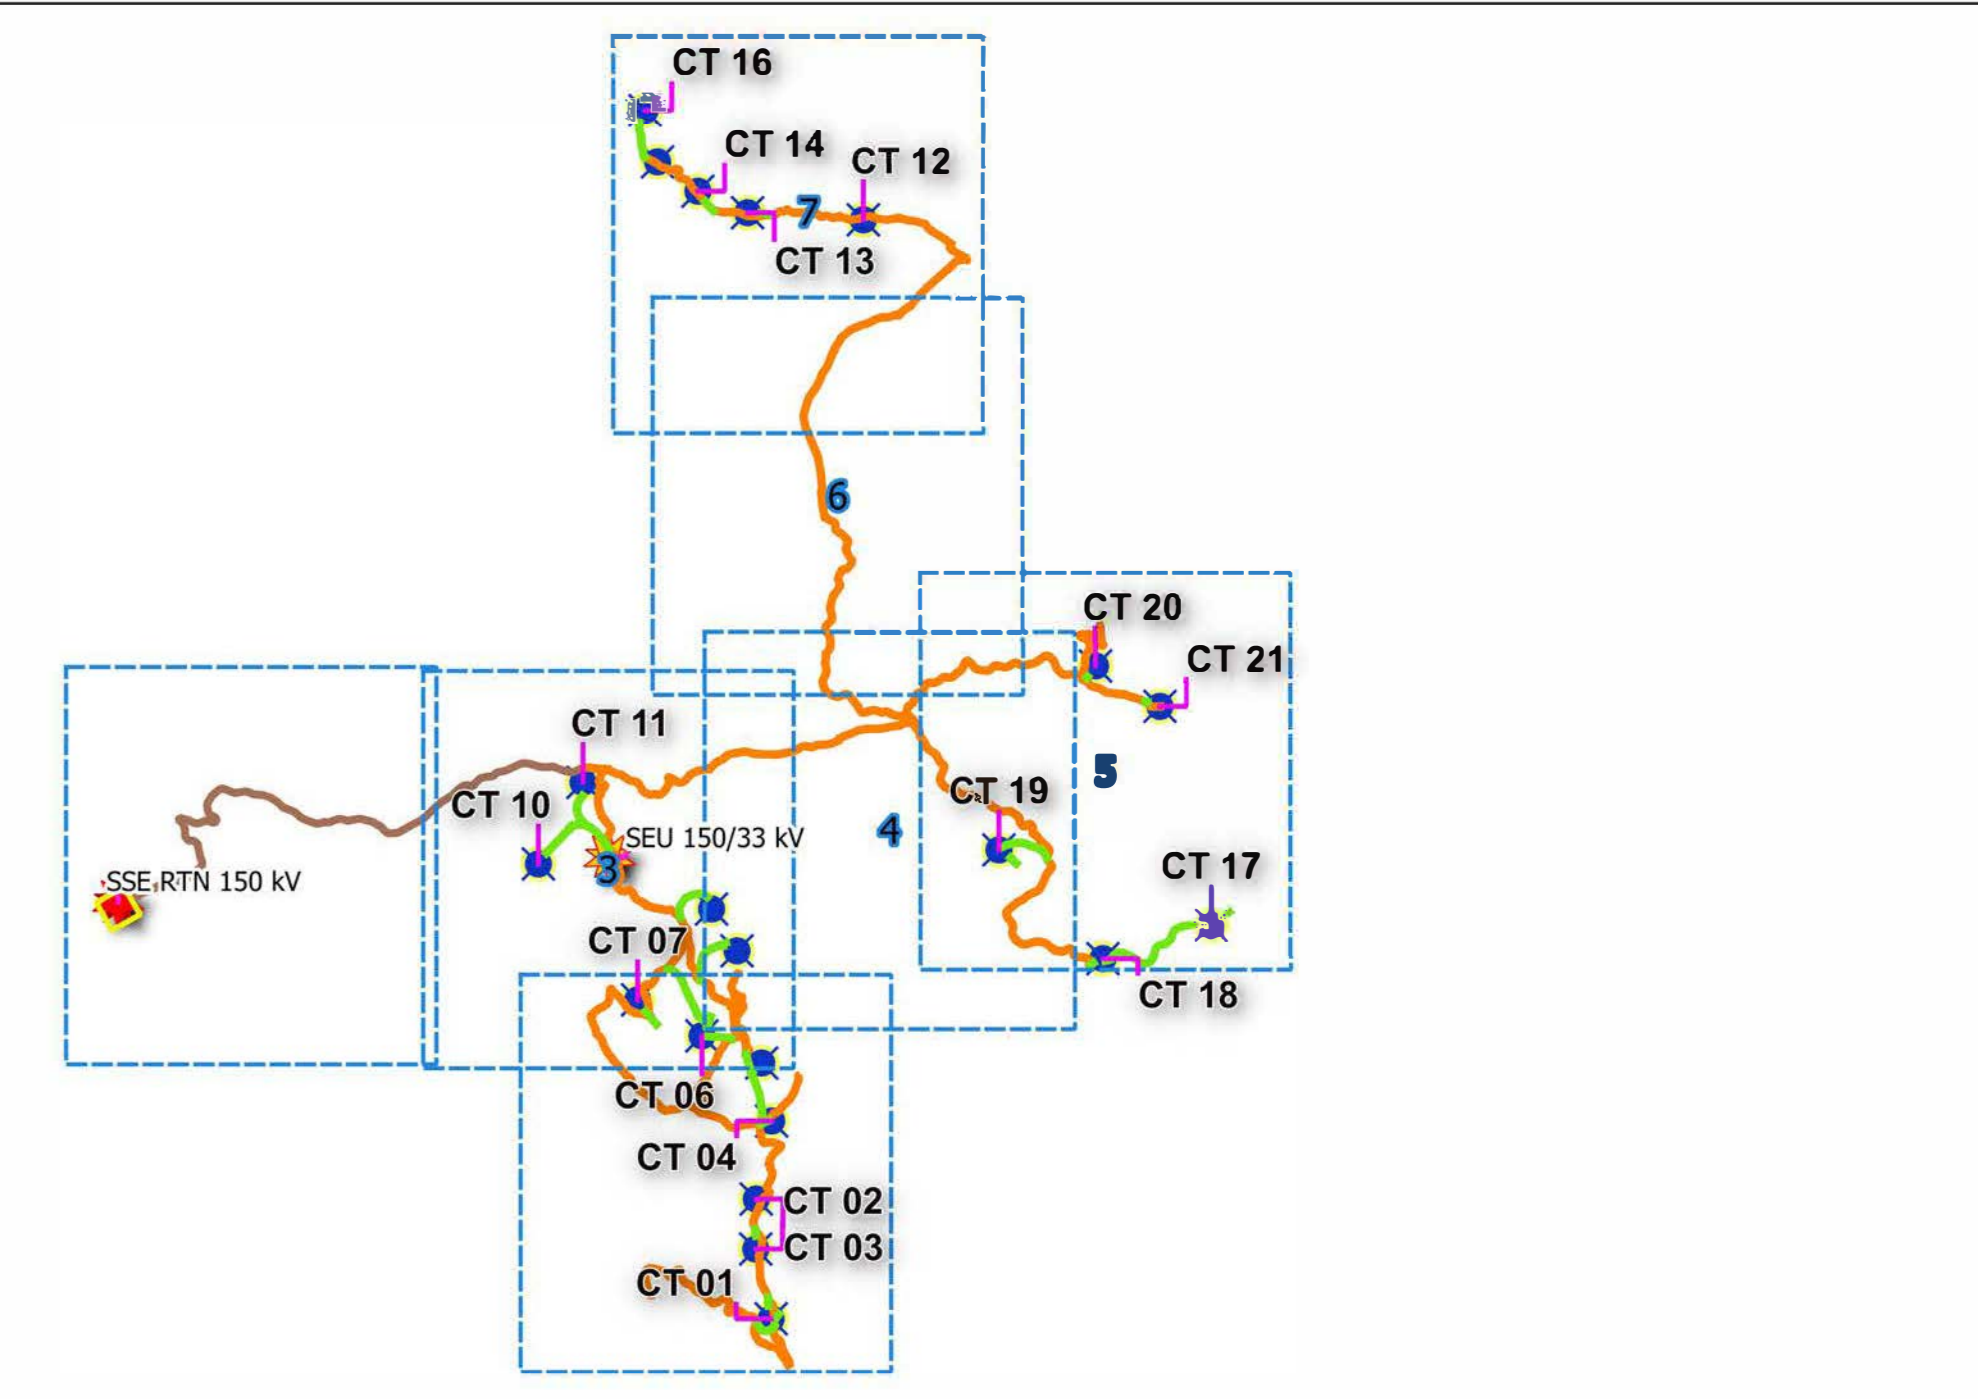 CT 16
CT 14
CT 12
7
CT 13
6
CT 20
CT 21
CT 11
5
CT 19
CT 10
4
SEU 150/33 kV
3
CT 17
SSE RTN 150 kV
CT 07
CT 18
CT 06
CT 04
CT 02
CT 03
CT 01